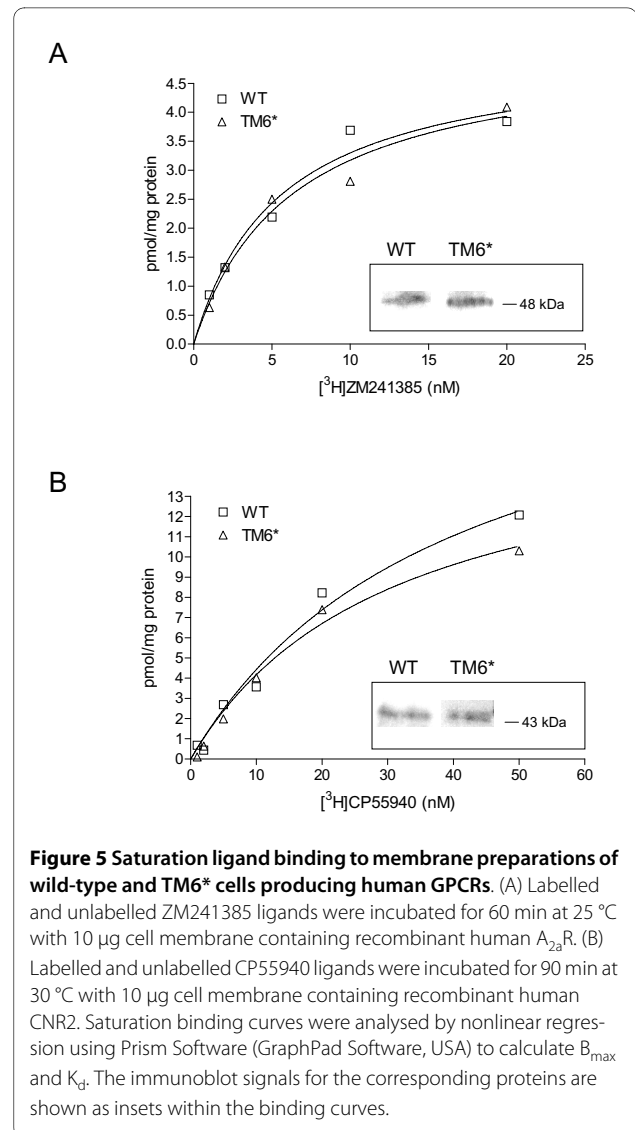 A
4.5
4.0
3.5
3.0
2.5
2.0
1.5
1.0
0.5
0.0
pmol/mg protein
WT
TM6*
WT TM6*
48 kDa
0 5 10 15 20 25
[³H]ZM241385 (nM)
B
13
12
11
10
9
8
7
6
5
4
3
2
1
0
pmol/mg protein
WT
TM6*
WT TM6*
43 kDa
0 10 20 30 40 50 60
[³H]CP55940 (nM)
Figure 5 Saturation ligand binding to membrane preparations of
wild-type and TM6* cells producing human GPCRs. (A) Labelled
and unlabelled ZM241385 ligands were incubated for 60 min at 25 °C
with 10 μg cell membrane containing recombinant human A₂ₐR. (B)
Labelled and unlabelled CP55940 ligands were incubated for 90 min at
30 °C with 10 μg cell membrane containing recombinant human
CNR2. Saturation binding curves were analysed by nonlinear regres-
sion using Prism Software (GraphPad Software, USA) to calculate Bₘₐₓ
and K_d. The immunoblot signals for the corresponding proteins are
shown as insets within the binding curves.